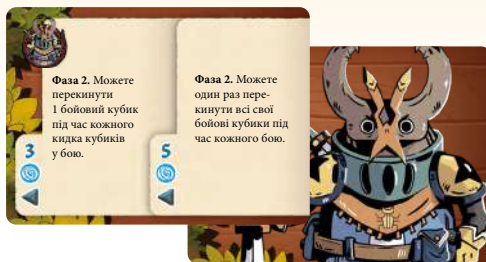 Фаза 2. Можете
перекинути
1 бойовий кубик
під час кожного
кидка кубиків
у бою.
3
Фаза 2. Можете
один раз пере-
кинути всі свої
бойові кубики під
час кожного бою.
5